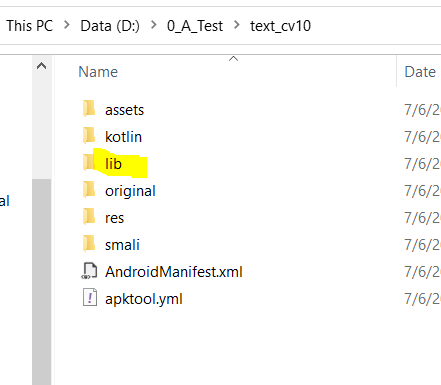 This PC > Data (D:) > 0_A_Test > text_cv10
Name Date
assets 7/6/2
kotlin 7/6/2
lib 7/6/2
original 7/6/2
res 7/6/2
smali 7/6/2
AndroidManifest.xml 7/6/2
al apktool.yml 7/6/2